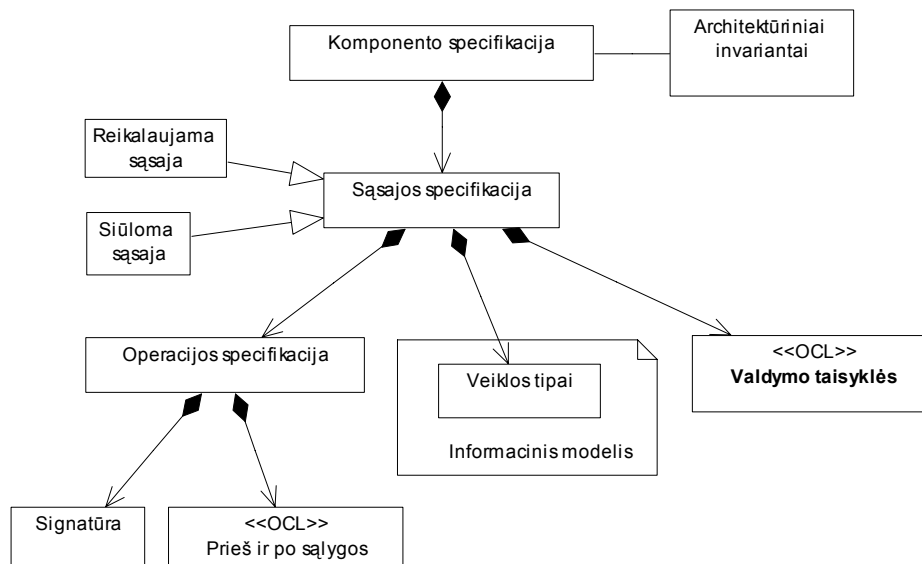 Komponento specifikacija
Architektūriniai
invariantai
Reikalaujama
sąsaja
Sąsajos specifikacija
Siūloma
sąsaja
Operacijos specifikacija
Veiklos tipai
Informacinis modelis
<<OCL>>
Valdymo taisyklės
Signatūra
<<OCL>>
Prieš ir po sąlygos